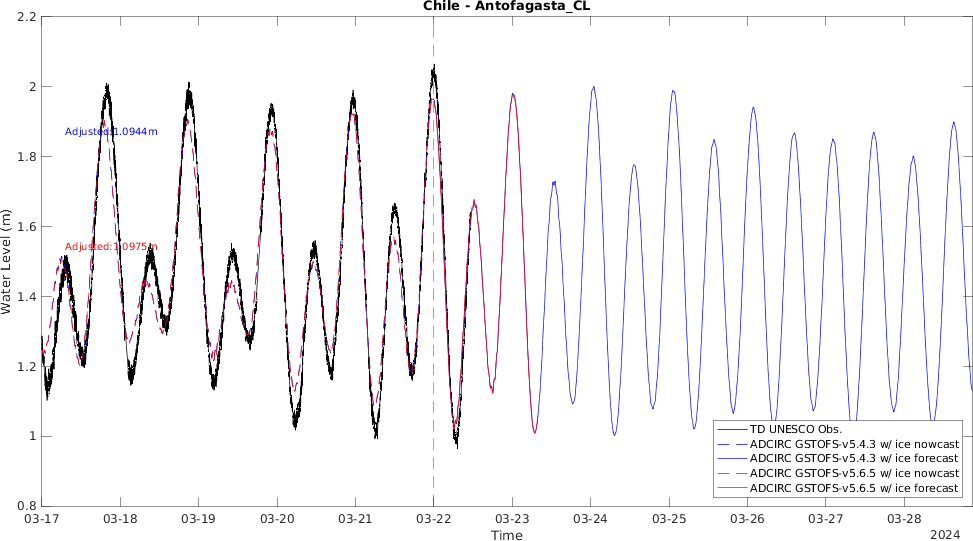 Chile - Antofagasta_CL
2.2
2
1.8
1.6
1.4
1.2
1
0.8
Water Level (m)
Adjusted:1.0944m
Adjusted:1.0975m
TD UNESCO Obs.
ADCIRC GSTOFS-v5.4.3 w/ ice nowcast
ADCIRC GSTOFS-v5.4.3 w/ ice forecast
ADCIRC GSTOFS-v5.6.5 w/ ice nowcast
ADCIRC GSTOFS-v5.6.5 w/ ice forecast
03-17 03-18 03-19 03-20 03-21 03-22 03-23 03-24 03-25 03-26 03-27 03-28
Time
2024